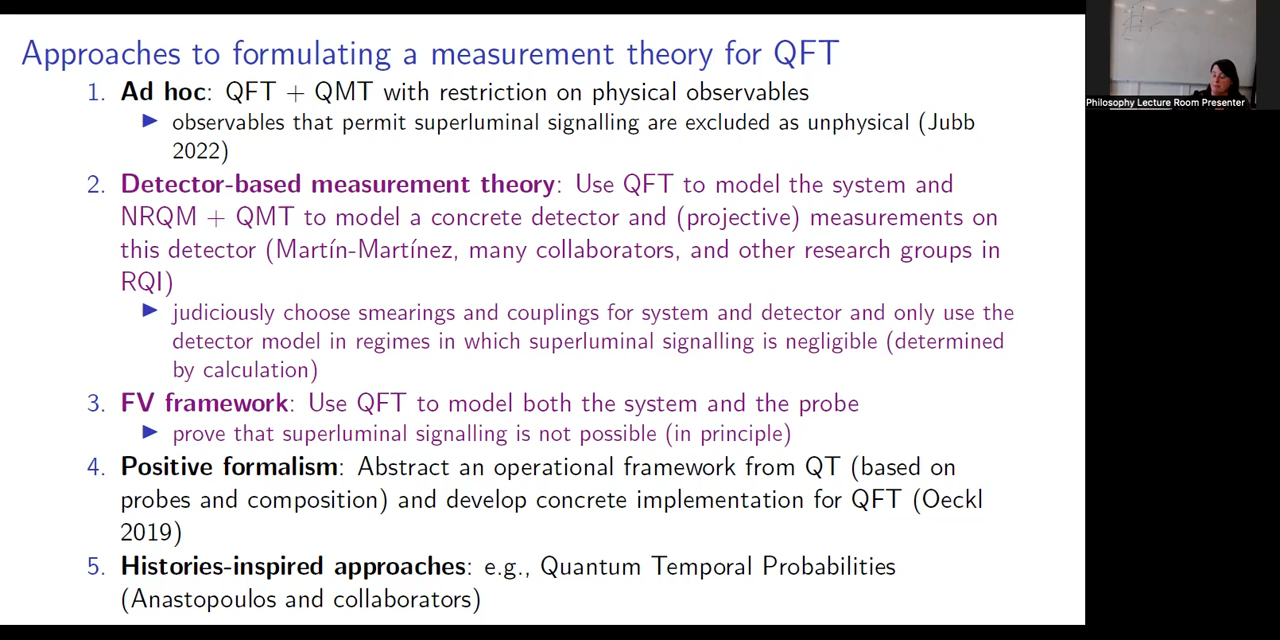 Approaches to formulating a measurement theory for QFT
1. Ad hoc: QFT + QMT with restriction on physical observables
▶ observables that permit superluminal signalling are excluded as unphysical (Jubb
2022)
2. Detector-based measurement theory: Use QFT to model the system and
NRQM + QMT to model a concrete detector and (projective) measurements on
this detector (Martín-Martínez, many collaborators, and other research groups in
RQI)
▶ judiciously choose smearings and couplings for system and detector and only use the
detector model in regimes in which superluminal signalling is negligible (determined
by calculation)
3. FV framework: Use QFT to model both the system and the probe
▶ prove that superluminal signalling is not possible (in principle)
4. Positive formalism: Abstract an operational framework from QT (based on
probes and composition) and develop concrete implementation for QFT (Oeckl
2019)
5. Histories-inspired approaches: e.g., Quantum Temporal Probabilities
(Anastopoulos and collaborators)
Philosophy Lecture Room Presenter